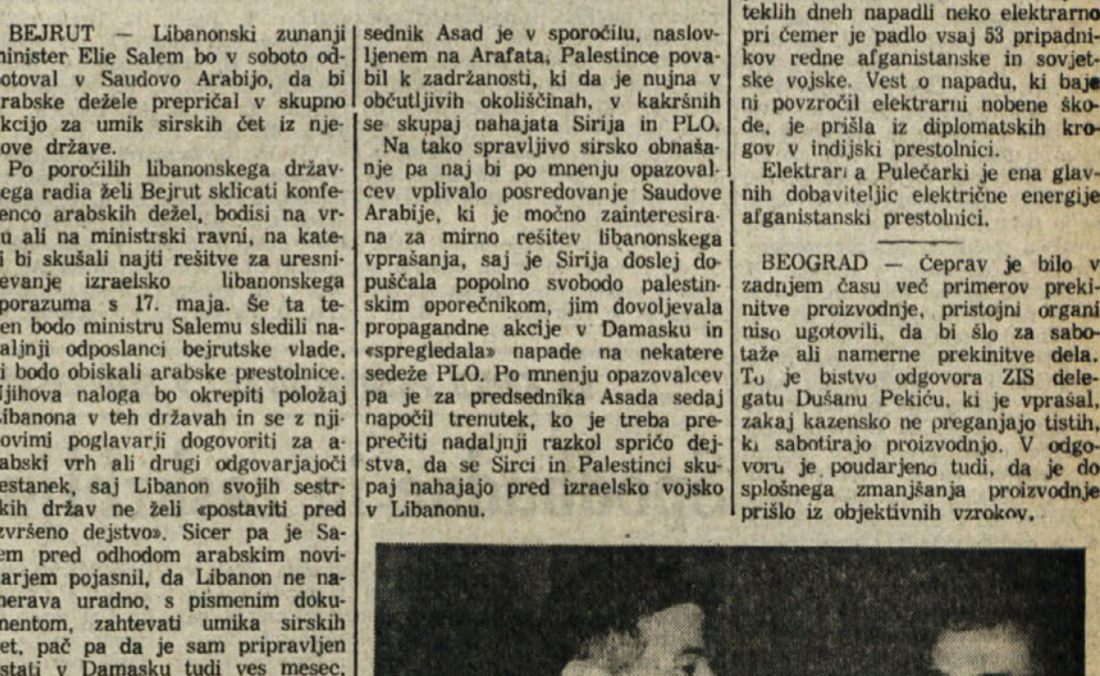 BEJRUT — Libanonski zunanji
minister Elie Salem bo v soboto od-
otoval v Saudovo Arabijo, da bi
rabske dežele prepričal v skupno
kcijo za umik sirskih čet iz nje-
ove države.
Po poročilih libanonskega držav-
ega radia želi Bejrut sklicati konfe-
enco arabskih dežel, bodisi na vr-
u ali na ministrski ravni, na kate-
i bi skušali najti rešitve za uresni-
evanje izraelsko libanonskega
porazuma s 17. maja. Še ta te-
en bodo ministru Salemu sledili na-
aljnji odposlanci bejrutske vlade,
i bodo obiskali arabske prestolnice.
Njihova naloga bo okrepiti položaj
Libanona v teh državah in se z nji-
ovimi poglavarji dogovoriti za a-
abski vrh ali drugi odgovarjajoči
estanek, saj Libanon svojih sestr-
kih držav ne želi «postaviti pred
zvršeno dejstvo». Sicer pa je Sa-
em pred odhodom arabskim novi-
arjem pojasnil, da Libanon ne na-
merava uradno, s pismenim doku-
mentom, zahtevati umika sirskih
et, pač pa da je sam pripravljen
stati v Damasku tudi ves mesec,
sednik Asad je v sporočilu, naslov-
ljenem na Arafata, Palestince pova-
bil k zadržanosti, ki da je nujna v
občutljivih okoliščinah, v kakršnih
se skupaj nahajata Sirija in PLO.
Na tako spravljivo sirsko obnaša-
nje pa naj bi po mnenju opazoval-
cev vplivalo posredovanje Saudove
Arabije, ki je močno zainteresira-
na za mirno rešitev libanonskega
vprašanja, saj je Sirija doslej do-
puščala popolno svobodo palestin-
skim oporečnikom, jim dovoljevala
propagandne akcije v Damasku in
«spregledala» napade na nekatere
sedeže PLO. Po mnenju opazovalcev
pa je za predsednika Asada sedaj
napočil trenutek, ko je treba pre-
prečiti nadaljnji razkol spričo dej-
stva, da se Sirci in Palestinci sku-
paj nahajajo pred izraelsko vojsko
v Libanonu.
teklih dneh napadli neko elektrarno
pri čemer je padlo vsaj 53 pripadni-
kov redne afganistanske in sovjet-
ske vojske. Vest o napadu, ki baje
ni povzročil elektrarni nobene ško-
de, je prišla iz diplomatskih kro-
gov v indijski prestolnici.
Elektrari a Pulečarki je ena glav-
nih dobaviteljic električne energije
afganistanski prestolnici.
BEOGRAD — Čeprav je bilo v
zadnjem času več primerov preki-
nitve proizvodnje, pristojni organi
niso ugotovili, da bi šlo za sabo-
taže ali namerne prekinitve dela.
To je bistvo odgovora ZIS dele-
gatu Dušanu Pekiću, ki je vprašal,
zakaj kazensko ne preganjajo tistih,
ki sabotirajo proizvodnjo. V odgo-
voru je poudarjeno tudi, da je do
splošnega zmanjšanja proizvodnje
prišlo iz objektivnih vzrokov.